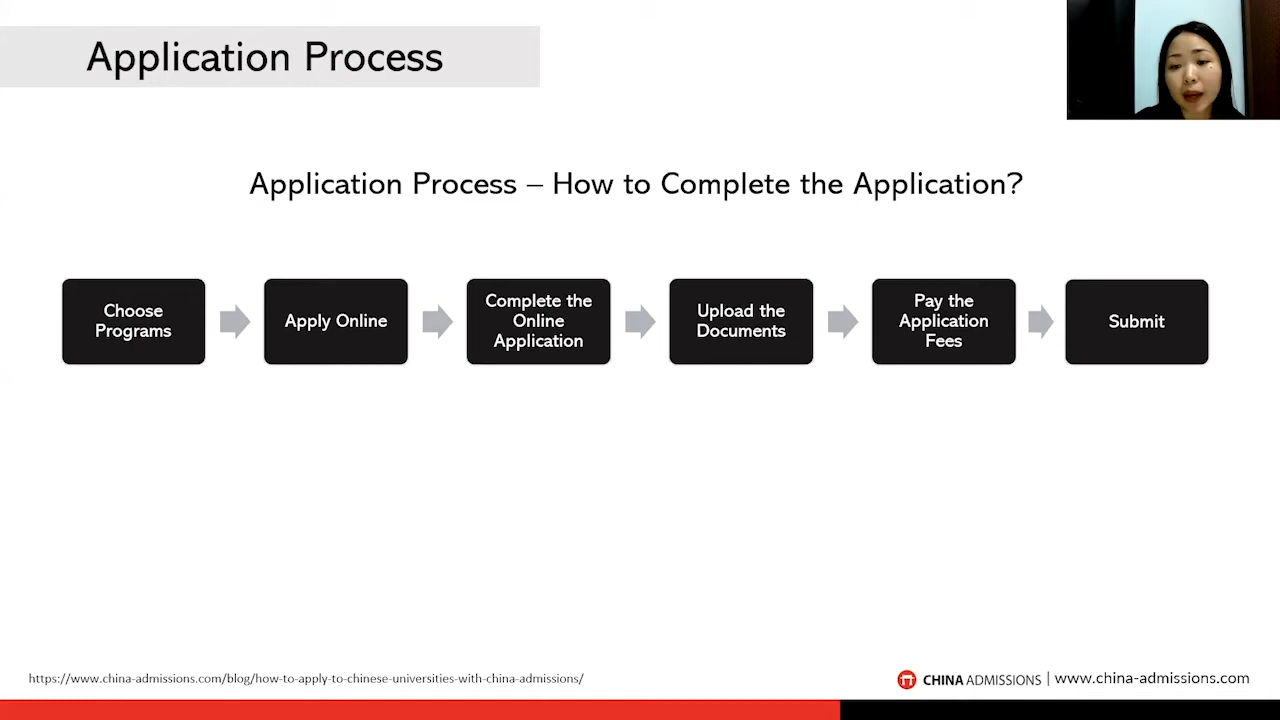 Application Process
Application Process – How to Complete the Application?
Choose
Programs
Apply Online
Complete the
Online
Application
Upload the
Documents
Pay the
Application
Fees
Submit
https://www.china-admissions.com/blog/how-to-apply-to-chinese-universities-with-china-admissions/
CHINA ADMISSIONS | www.china-admissions.com